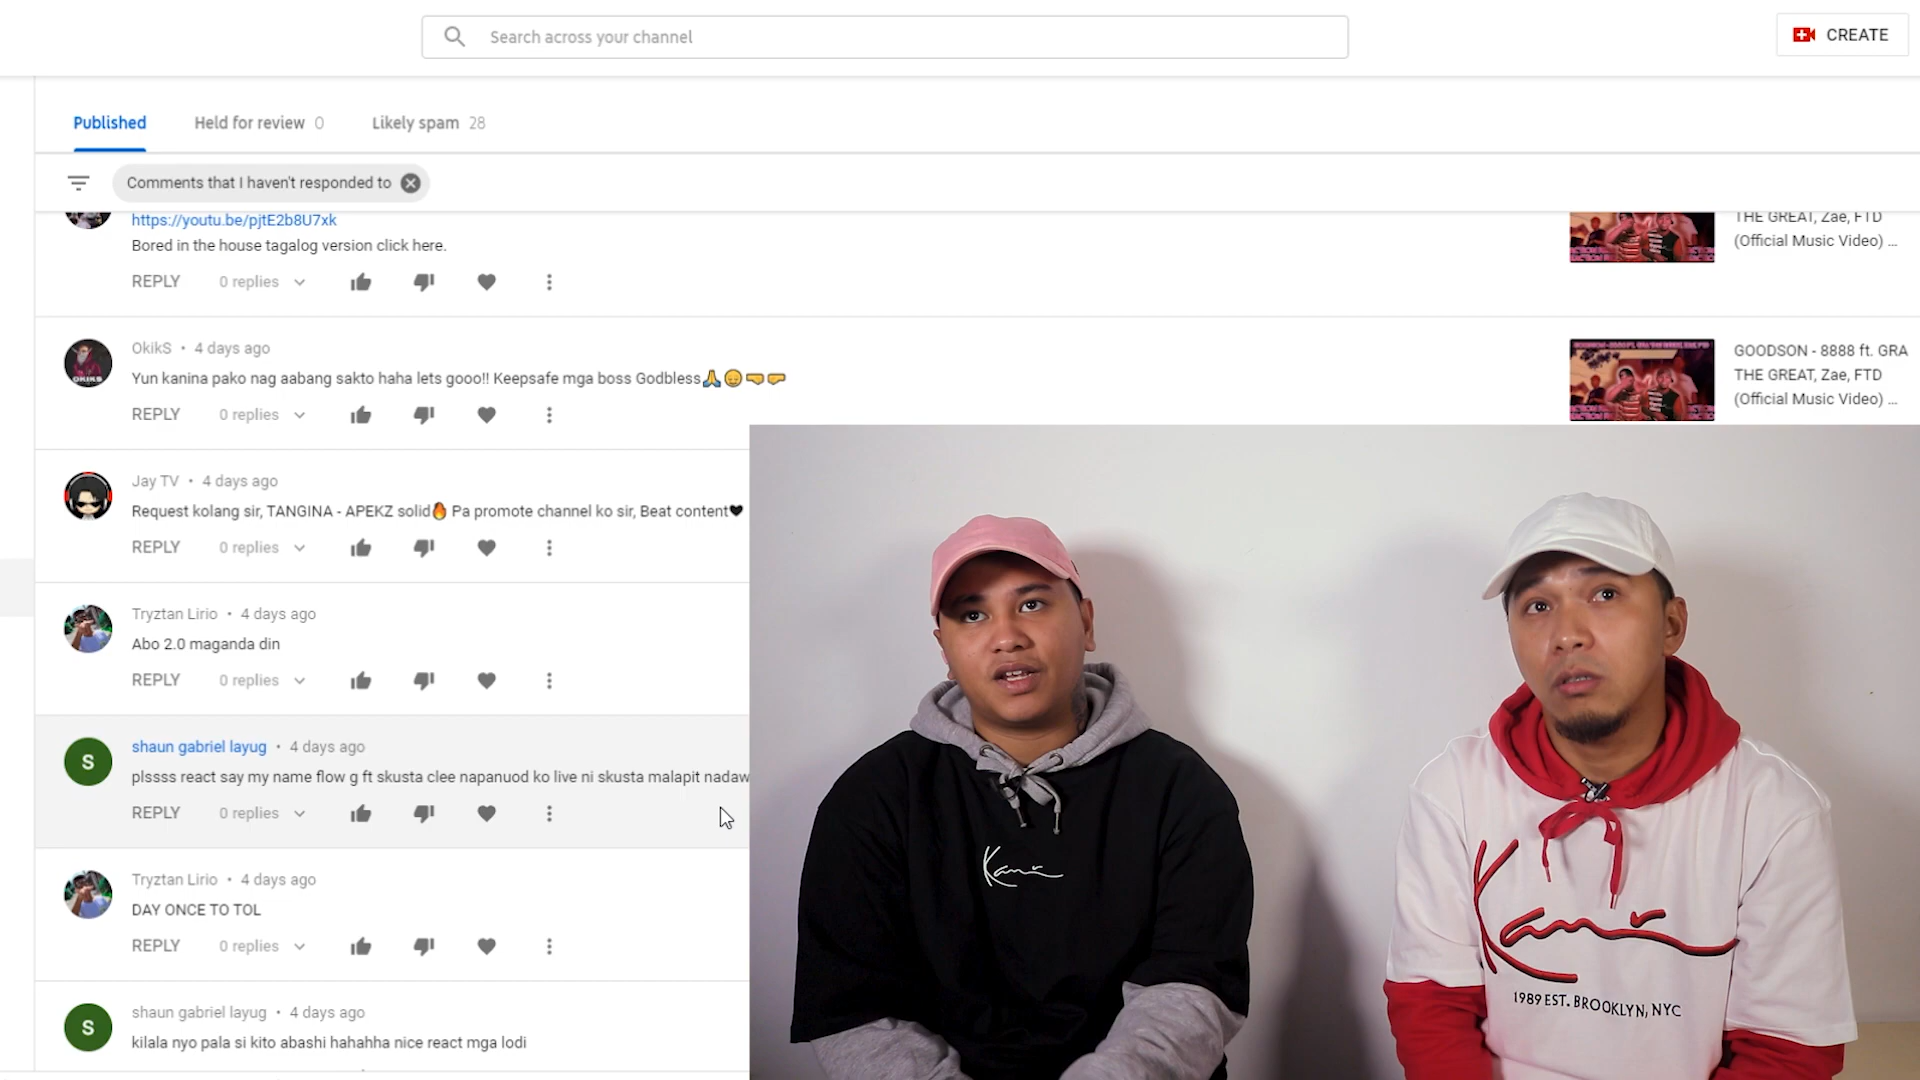 Search across your channel
CREATE
Published
Held for review 0
Likely spam 28
Comments that I haven't responded to
https://youtu.be/pjtE2b8U7xk
Bored in the house tagalog version click here.
REPLY 0 replies
THE GREAT, Zae, FTD
(Official Music Video) ...
OkikS • 4 days ago
Yun kanina pako nag aabang sakto haha lets gooo!! Keepsafe mga boss Godbless🙏😔🤜🤛
REPLY 0 replies
OKIKS
GOODSON - 8888 ft. GRA
THE GREAT, Zae, FTD
(Official Music Video) ...
Jay TV • 4 days ago
Request kolang sir, TANGINA - APEKZ solid🔥 Pa promote channel ko sir, Beat content🖤
REPLY 0 replies
Tryztan Lirio • 4 days ago
Abo 2.0 maganda din
REPLY 0 replies
S
shaun gabriel layug • 4 days ago
plssss react say my name flow g ft skusta clee napanuod ko live ni skusta malapit nadaw
REPLY 0 replies
Tryztan Lirio • 4 days ago
DAY ONCE TO TOL
REPLY 0 replies
S
shaun gabriel layug • 4 days ago
kilala nyo pala si kito abashi hahahha nice react mga lodi
Kani
Kani
1989 EST. BROOKLYN, NYC